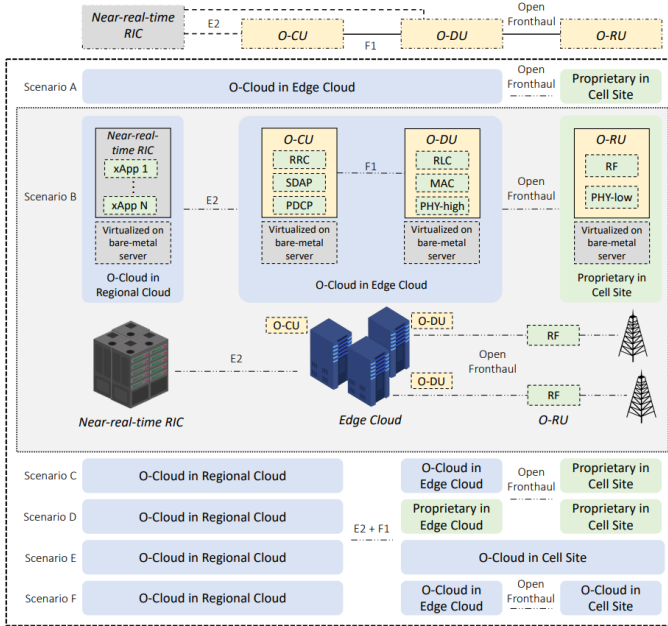 Near-real-time
RIC
E2
O-CU
F1
O-DU
Open
Fronthaul
O-RU
Scenario A
O-Cloud in Edge Cloud
Open
Fronthaul
Proprietary in
Cell Site
Scenario B
Near-real-
time RIC
xApp 1
xApp N
Virtualized on
bare-metal
server
O-Cloud in
Regional Cloud
E2
O-CU
RRC
SDAP
PDCP
Virtualized on
bare-metal
server
F1
O-DU
RLC
MAC
PHY-high
Virtualized on
bare-metal
server
O-Cloud in Edge Cloud
Open
Fronthaul
O-RU
RF
PHY-low
Virtualized on
bare-metal
server
Proprietary in
Cell Site
Near-real-time RIC
E2
O-CU
O-DU
O-DU
Edge Cloud
Open
Fronthaul
RF
RF
O-RU
Scenario C
O-Cloud in Regional Cloud
O-Cloud in
Edge Cloud
Open
Fronthaul
Proprietary in
Cell Site
Scenario D
O-Cloud in Regional Cloud
E2 + F1
Proprietary in
Edge Cloud
Proprietary in
Cell Site
Scenario E
O-Cloud in Regional Cloud
O-Cloud in Cell Site
Scenario F
O-Cloud in Regional Cloud
O-Cloud in
Edge Cloud
Open
Fronthaul
O-Cloud in
Cell Site